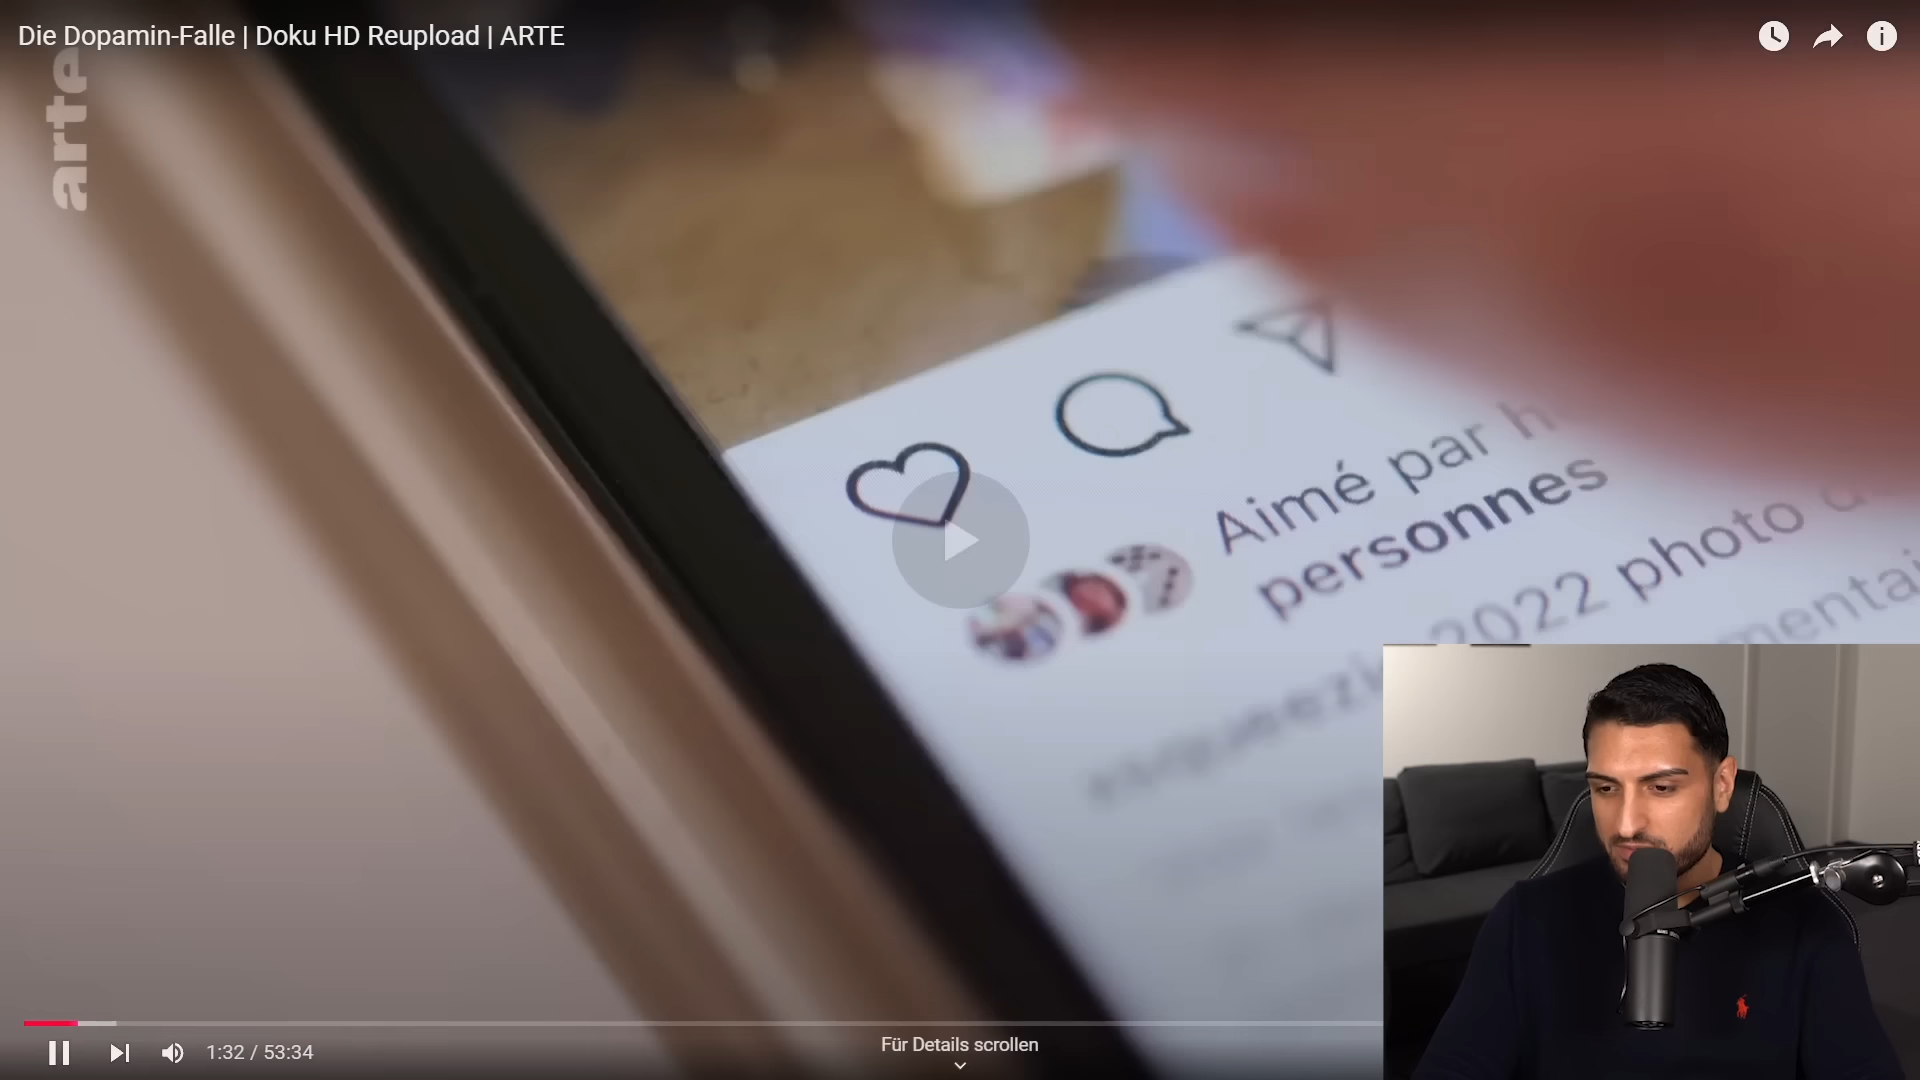 Die Dopamin-Falle | Doku HD Reupload | ARTE
arte
Aimé par
personnes
2022 photo
1:32 / 53:34
Für Details scrollen